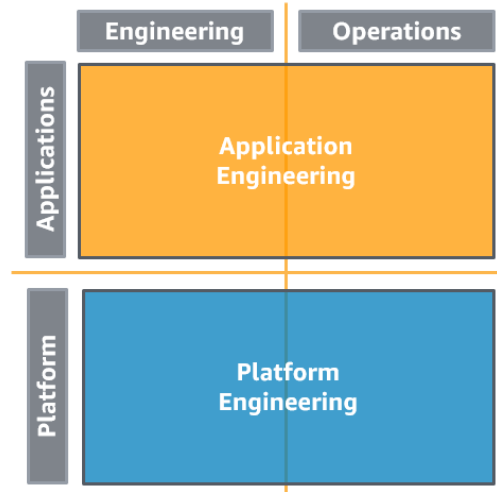 Engineering
Operations
Applications
Application
Engineering
Platform
Platform
Engineering